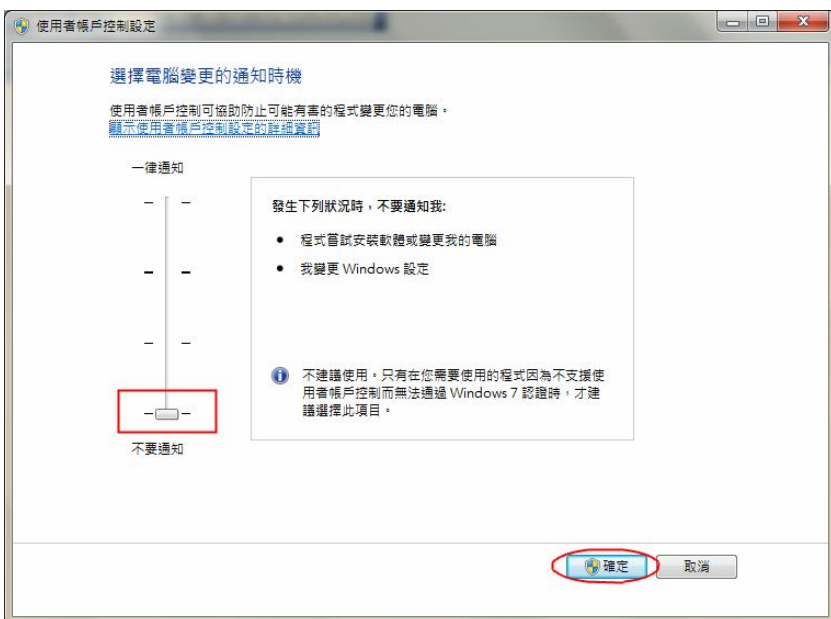 使用者帳戶控制設定
選擇電腦變更的通知時機
使用者帳戶控制可協助防止可能有害的程式變更您的電腦。
顯示使用者帳戶控制設定的詳細資訊
一律通知
發生下列狀況時，不要通知我:
程式嘗試安裝軟體或變更我的電腦
我變更 Windows 設定
不建議使用。只有在您需要使用的程式因為不支援使
用者帳戶控制而無法通過 Windows 7 認證時，才建
議選擇此項目。
不要通知
確定
取消